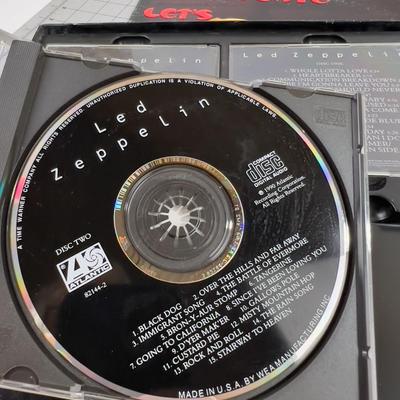 LET'S
Led Zeppelin
DISC ONE
WHOLE LOTTA LOVE
HEARTBREAKER
COMMUNICATION BREAKDOWN
A TIME WARNER COMPANY ALL RIGHTS RESERVED. UNAUTHORIZED DUPLICATION IS A VIOLATION OF APPLICABLE LAWS.
Led
Zeppelin
COMPACT
disc
DIGITAL AUDIO
℗ 1990 Atlantic
Recording Corporation.
All Rights Reserved.
DISC TWO
ATLANTIC
82144-2
1. BLACK DOG 2. OVER THE HILLS AND FAR AWAY
3. IMMIGRANT SONG 4. THE BATTLE OF EVERMORE
5. BRON-Y-AUR STOMP 6. TANGERINE
7. GOING TO CALIFORNIA 8. SINCE I'VE BEEN LOVING YOU
9. D'YER MAK'ER 10. GALLOWS POLE
11. CUSTARD PIE 12. MISTY MOUNTAIN HOP
13. ROCK AND ROLL 14. THE RAIN SONG
15. STAIRWAY TO HEAVEN
MADE IN U.S.A. BY WEA MANUFACTURING INC.